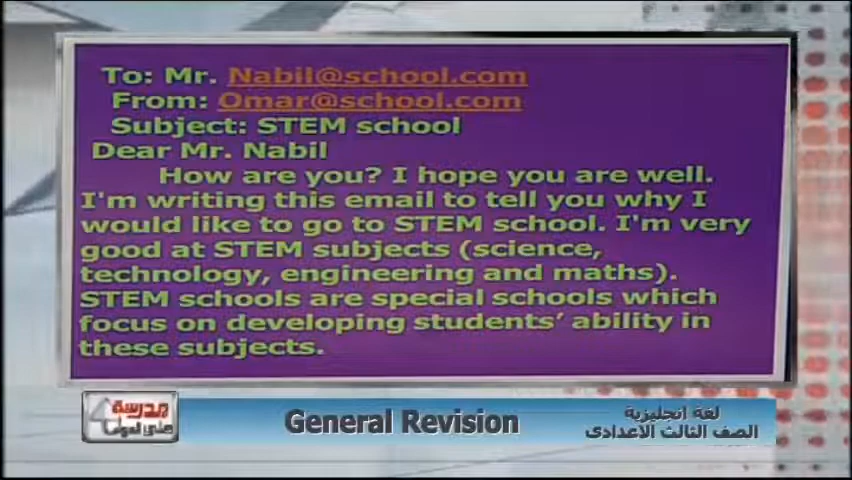 To: Mr. Nabil@school.com
From: Omar@school.com
Subject: STEM school
Dear Mr. Nabil
How are you? I hope you are well.
I'm writing this email to tell you why I
would like to go to STEM school. I'm very
good at STEM subjects (science,
technology, engineering and maths).
STEM schools are special schools which
focus on developing students’ ability in
these subjects.
مدرسة
على الهواء
General Revision
لغة انجليزية
الصف الثالث الاعدادى